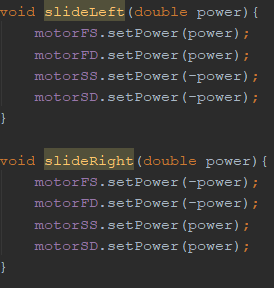 void slideLeft(double power){
    motorFS.setPower(power);
    motorFD.setPower(power);
    motorSS.setPower(-power);
    motorSD.setPower(-power);
}

void slideRight(double power){
    motorFS.setPower(-power);
    motorFD.setPower(-power);
    motorSS.setPower(power);
    motorSD.setPower(power);
}